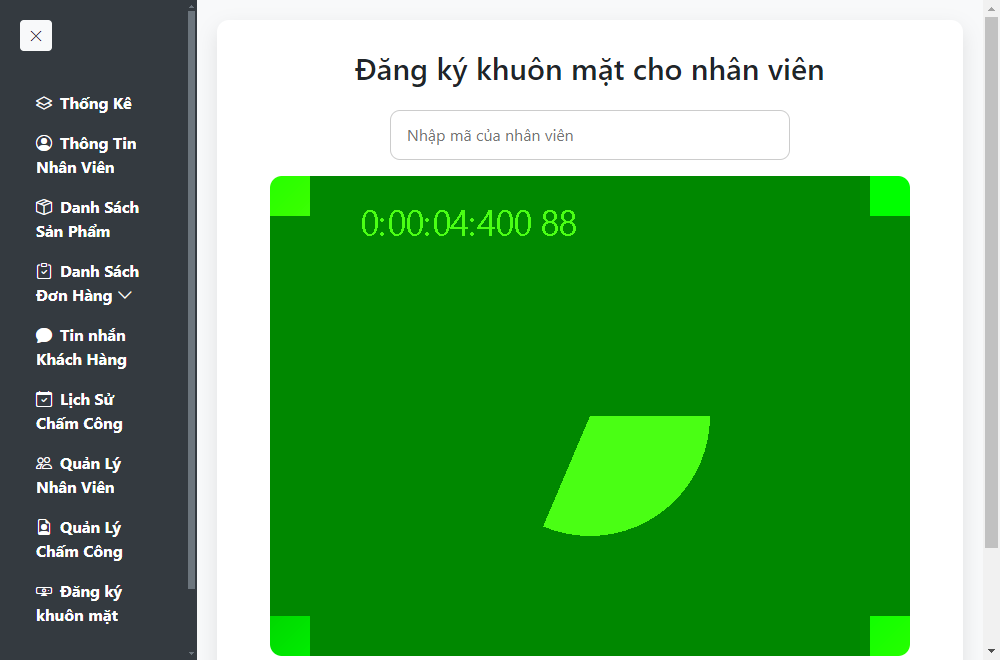 Thống Kê
Thông Tin
Nhân Viên
Danh Sách
Sản Phẩm
Danh Sách
Đơn Hàng
Tin nhắn
Khách Hàng
Lịch Sử
Chấm Công
Quản Lý
Nhân Viên
Quản Lý
Chấm Công
Đăng ký
khuôn mặt
Đăng ký khuôn mặt cho nhân viên
Nhập mã của nhân viên
0:00:04:400 88